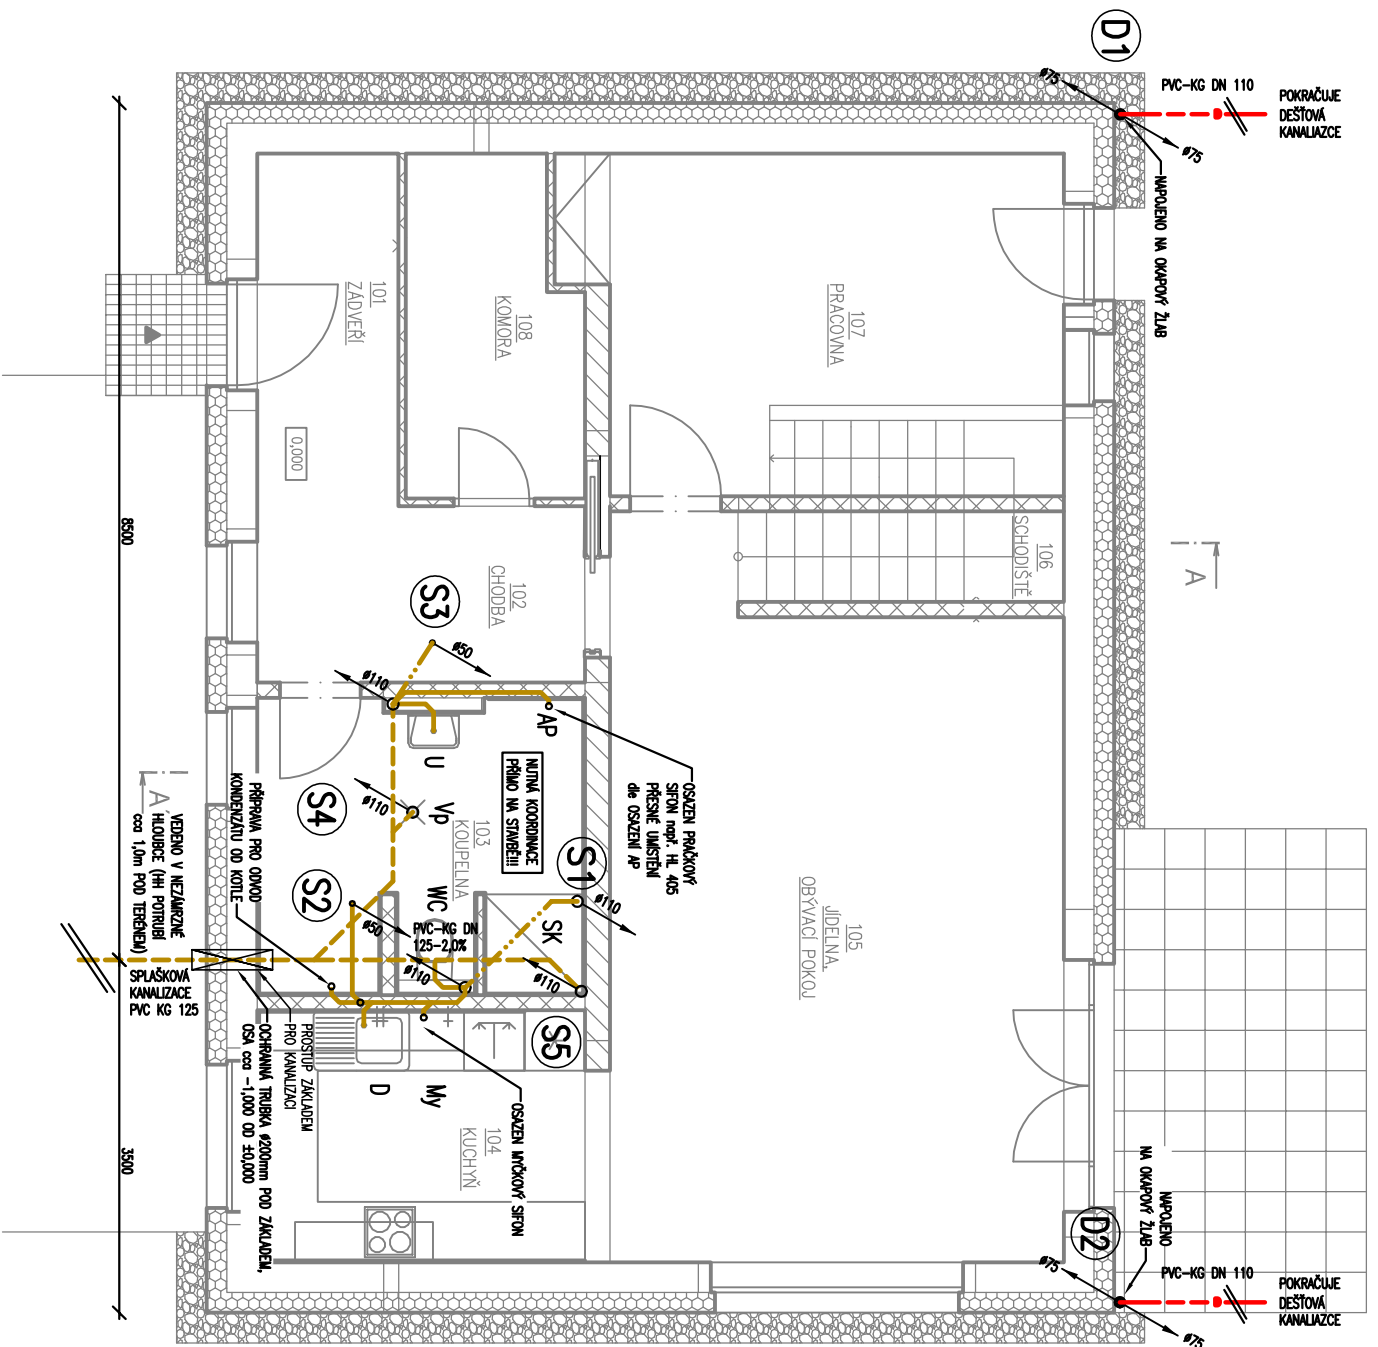 D1
PVC-KG DN 110
POKRAČUJE
DEŠŤOVÁ
KANALIAZCE
ø75
ø75
NAPOJENO NA OKAPOVÝ ŽLAB
101
ZÁDVEŘÍ
108
KOMORA
107
PRACOVNA
0,000
106
SCHODIŠTĚ
A
102
CHODBA
S3
ø50
ø110
AP
U
Vp
ø110
NUTNÁ KOORDINACE
PŘÍMO NA STAVBĚ!!!
OSAZEN PRAČKOVÝ
SIFON např. HL 405
PŘESNÉ UMÍSTĚNÍ
dle OSAZENÍ AP
103
KOUPELNA
S4
S1
ø110
S2
ø50
WC
PVC-KG DN
125-2,0%
SK
ø110
ø110
105
JÍDELNA,
OBÝVACÍ POKOJ
A
PŘÍPRAVA PRO ODVOD
KONDENZÁTU OD KOTLE
VEDENO V NEZÁMRZNÉ
HLOUBCE (HH POTRUBÍ
cca 1,0m POD TERÉNEM)
SPLAŠKOVÁ
KANALIZACE
PVC KG 125
PROSTUP ZÁKLADEM
PRO KANALIZACI
OCHRANNÁ TRUBKA ø200mm POD ZÁKLADEM,
OSA cca -1,000 OD ±0,000
S5
D
My
OSAZEN MYČKOVÝ SIFON
104
KUCHYŇ
8500
3500
NAPOJENO
NA OKAPOVÝ ŽLAB
D2
PVC-KG DN 110
POKRAČUJE
DEŠŤOVÁ
KANALIAZCE
ø75
ø75